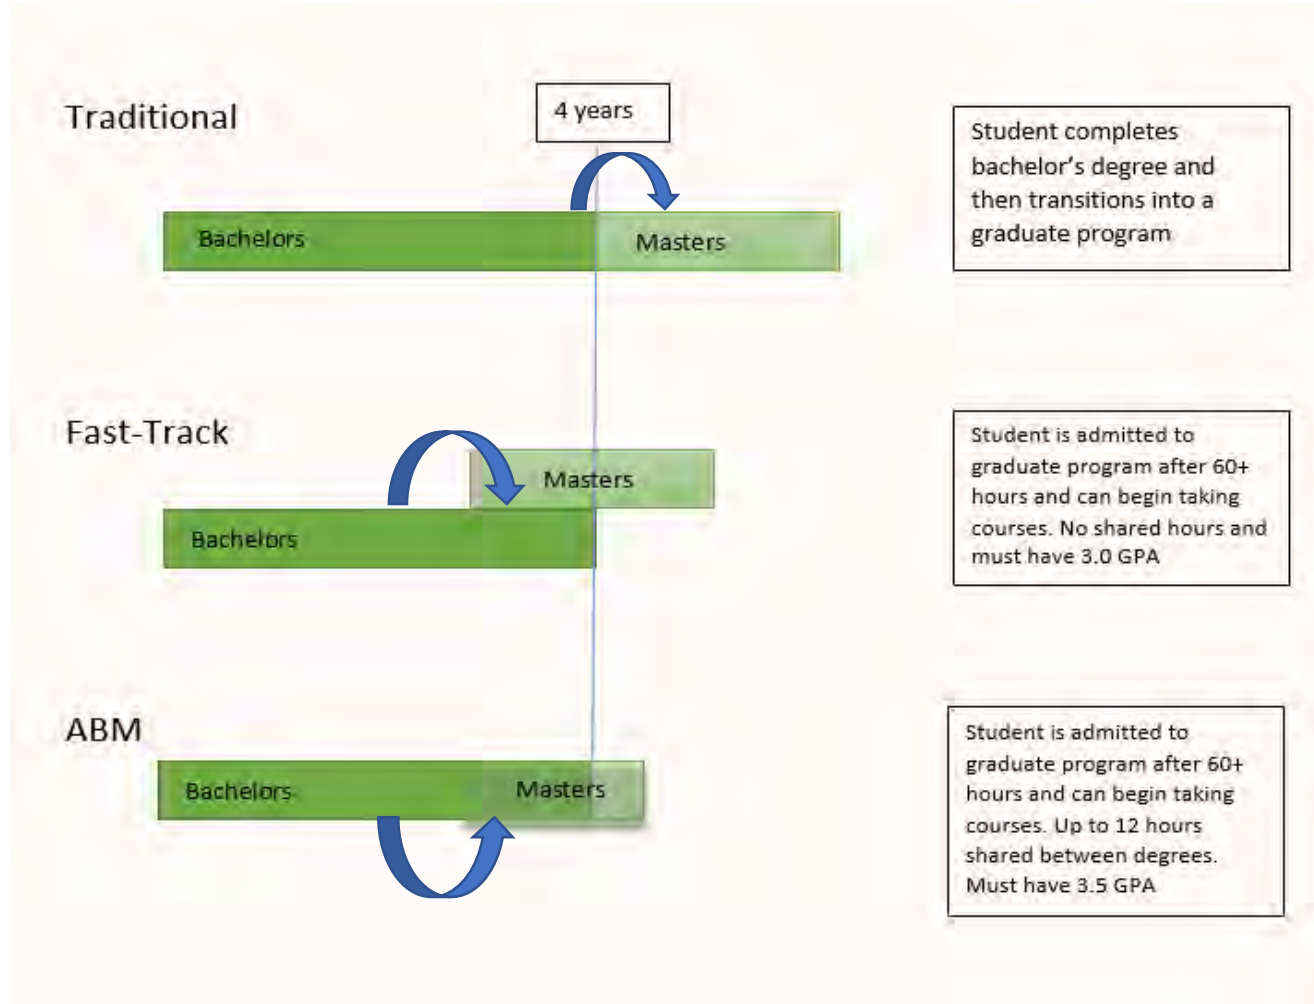 Traditional
4 years
Bachelors
Masters
Student completes
bachelor's degree and
then transitions into a
graduate program
Fast-Track
Masters
Bachelors
Student is admitted to
graduate program after 60+
hours and can begin taking
courses. No shared hours and
must have 3.0 GPA
ABM
Bachelors
Masters
Student is admitted to
graduate program after 60+
hours and can begin taking
courses. Up to 12 hours
shared between degrees.
Must have 3.5 GPA